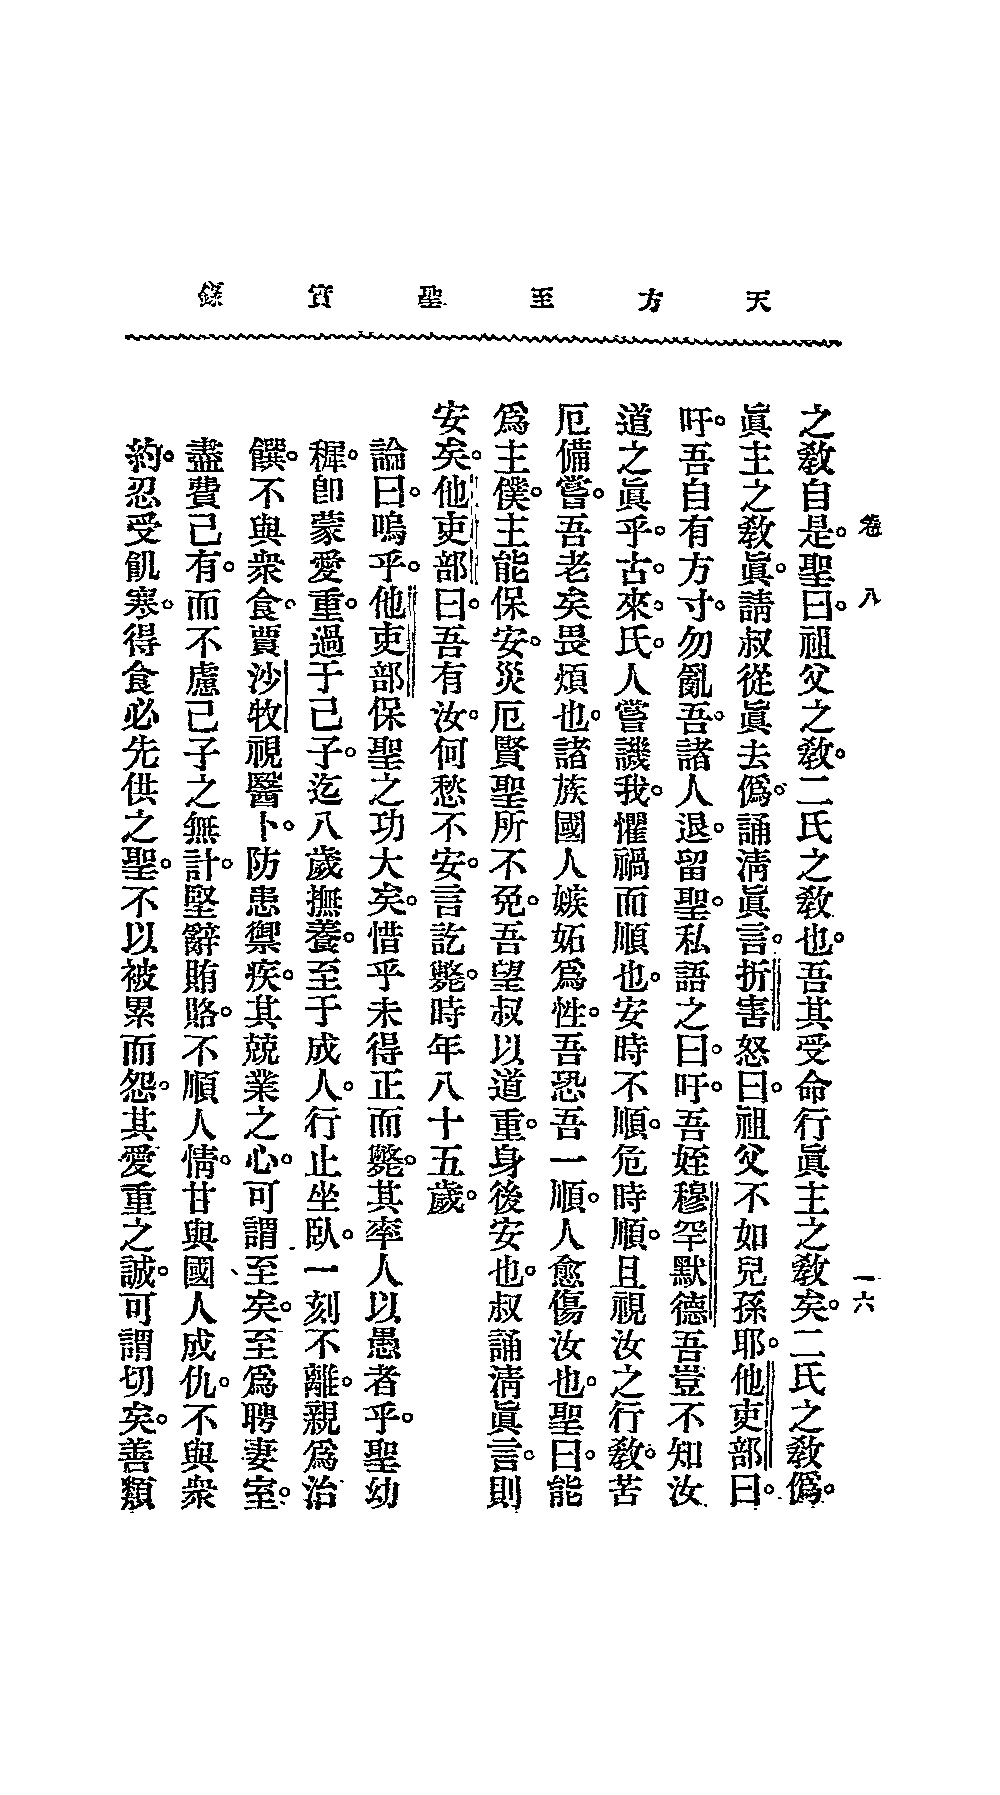 天方至聖實錄
卷八
一六
之敎自是。聖曰。祖父之敎。二氏之敎也。吾其受命行眞主之敎矣。二氏之敎僞。
眞主之敎眞。請叔從眞去僞。誦淸眞言。折害怒曰。祖父不如兒孫耶。他吏部曰。
吁。吾自有方寸。勿亂吾。諸人退。留聖。私語之曰。吁。吾姪穆罕默德吾豈不知汝
道之眞乎。古。來。氏。人嘗譏我。懼禍而順也。安時不順。危時順。且視汝之行敎。苦
厄備嘗。吾老矣畏煩也。諸族國人嫉妬爲性。吾恐吾一順。人愈傷汝也。聖曰。能
爲主僕。主能保安。災厄賢聖所不免。吾望叔以道重。身後安也。叔誦淸眞言。則
安矣。他吏部曰。吾有汝。何愁不安。言訖斃。時年八十五歲。
論曰。嗚乎。他吏部保聖之功大矣。惜乎未得正而斃。其率人以愚者乎。聖幼
穉。卽蒙愛重。過于己子。迄八歲撫養。至于成人。行止坐臥。一刻不離。親爲治
饌。不與衆食。賈沙牧視醫卜。防患禦疾。其兢業之心。可謂至矣。至爲聘妻室。
盡費己有。而不慮己子之無計。堅辭賄賂。不順人情。甘與國人成仇。不與衆
約。忍受飢寒。得食必先供之聖。不以被累而怨。其愛重之誠。可謂切矣。善類